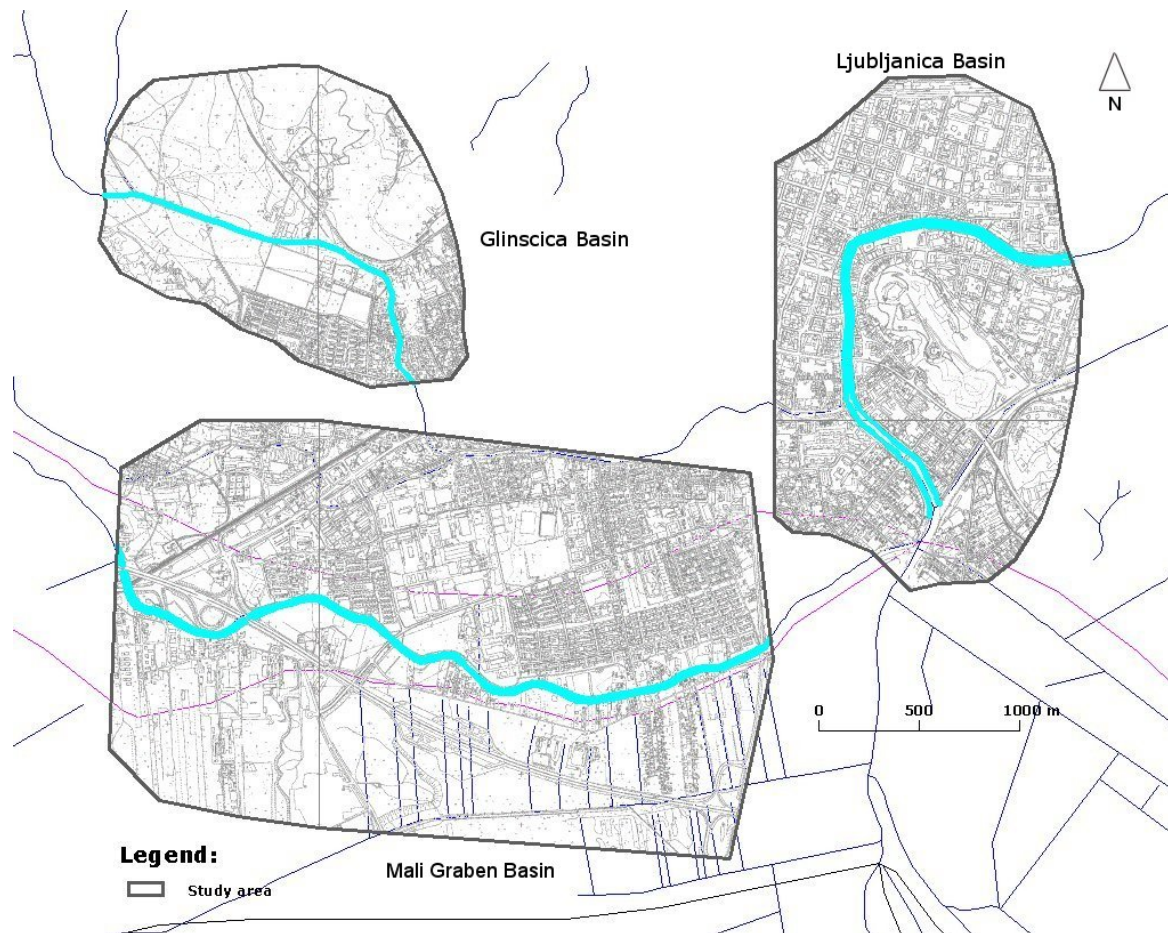 Ljubljanica Basin
N
Glinscica Basin
0 500 1000 m
Legend:
Study area
Mali Graben Basin